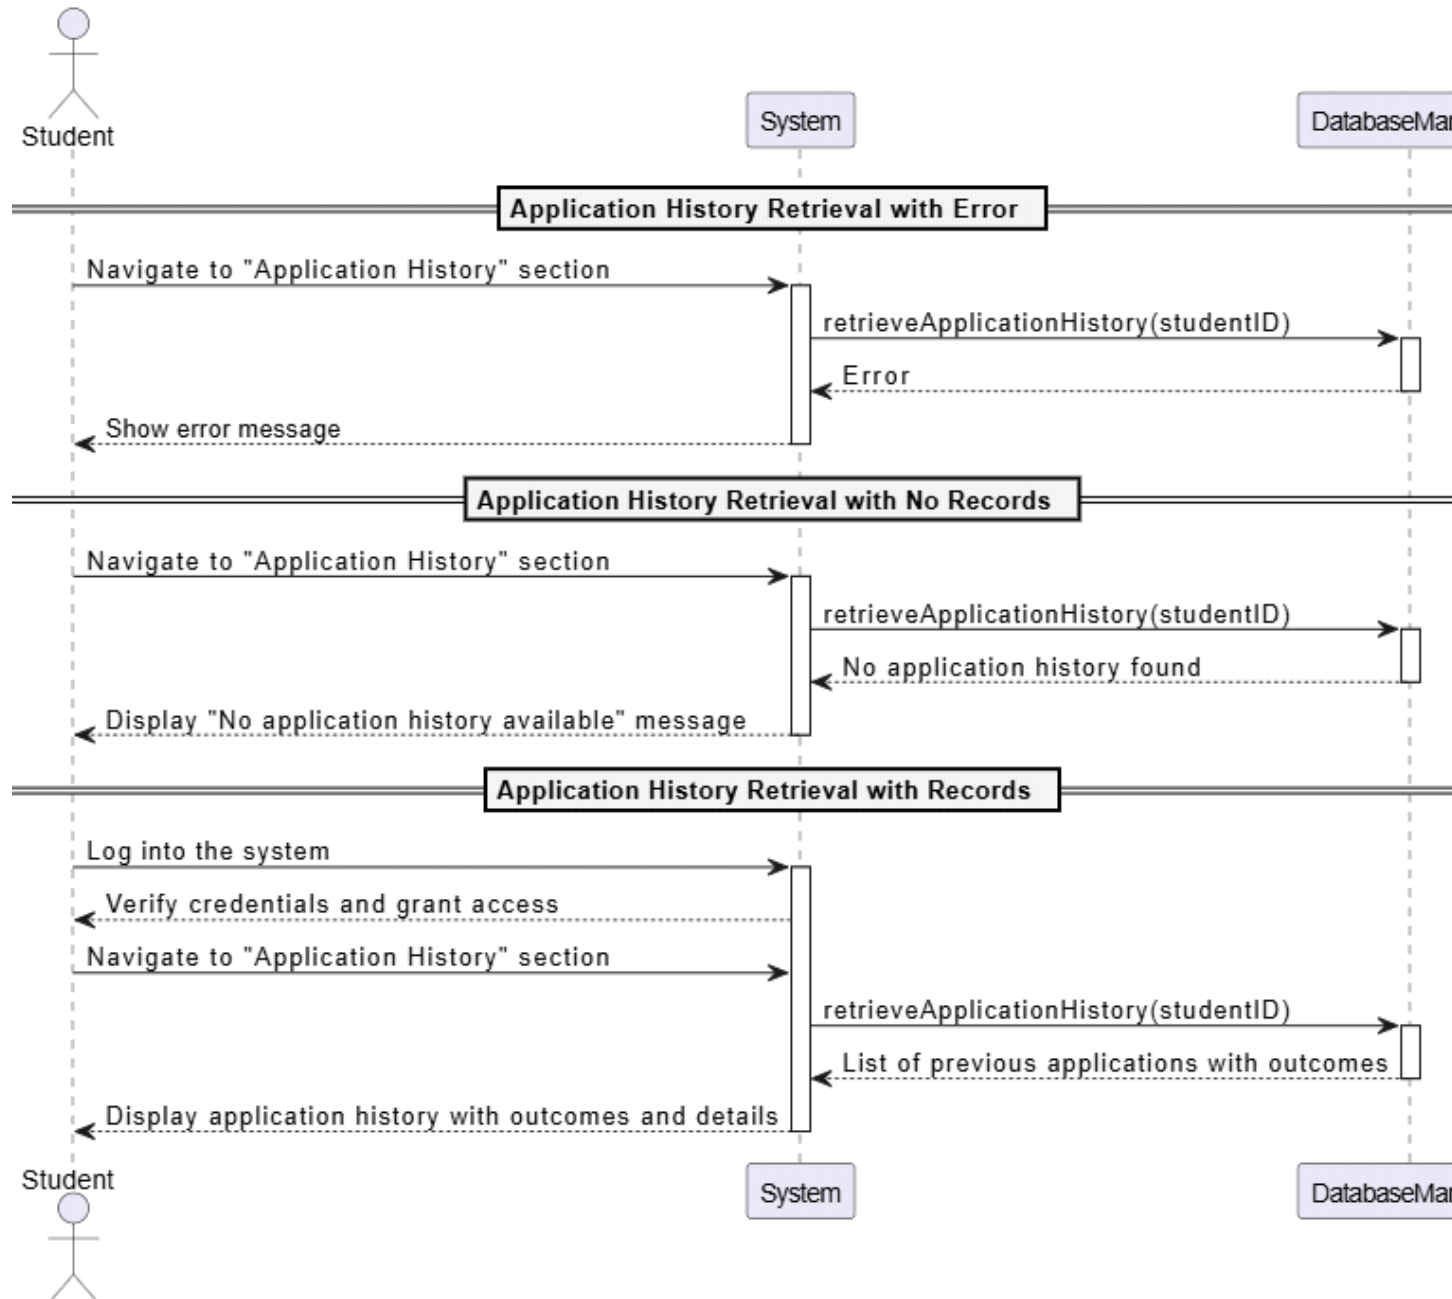 Student
System
DatabaseMar
Application History Retrieval with Error
Navigate to "Application History" section
retrieveApplicationHistory(studentID)
Error
Show error message
Application History Retrieval with No Records
Navigate to "Application History" section
retrieveApplicationHistory(studentID)
No application history found
Display "No application history available" message
Application History Retrieval with Records
Log into the system
Verify credentials and grant access
Navigate to "Application History" section
retrieveApplicationHistory(studentID)
List of previous applications with outcomes
Display application history with outcomes and details
Student
System
DatabaseMar